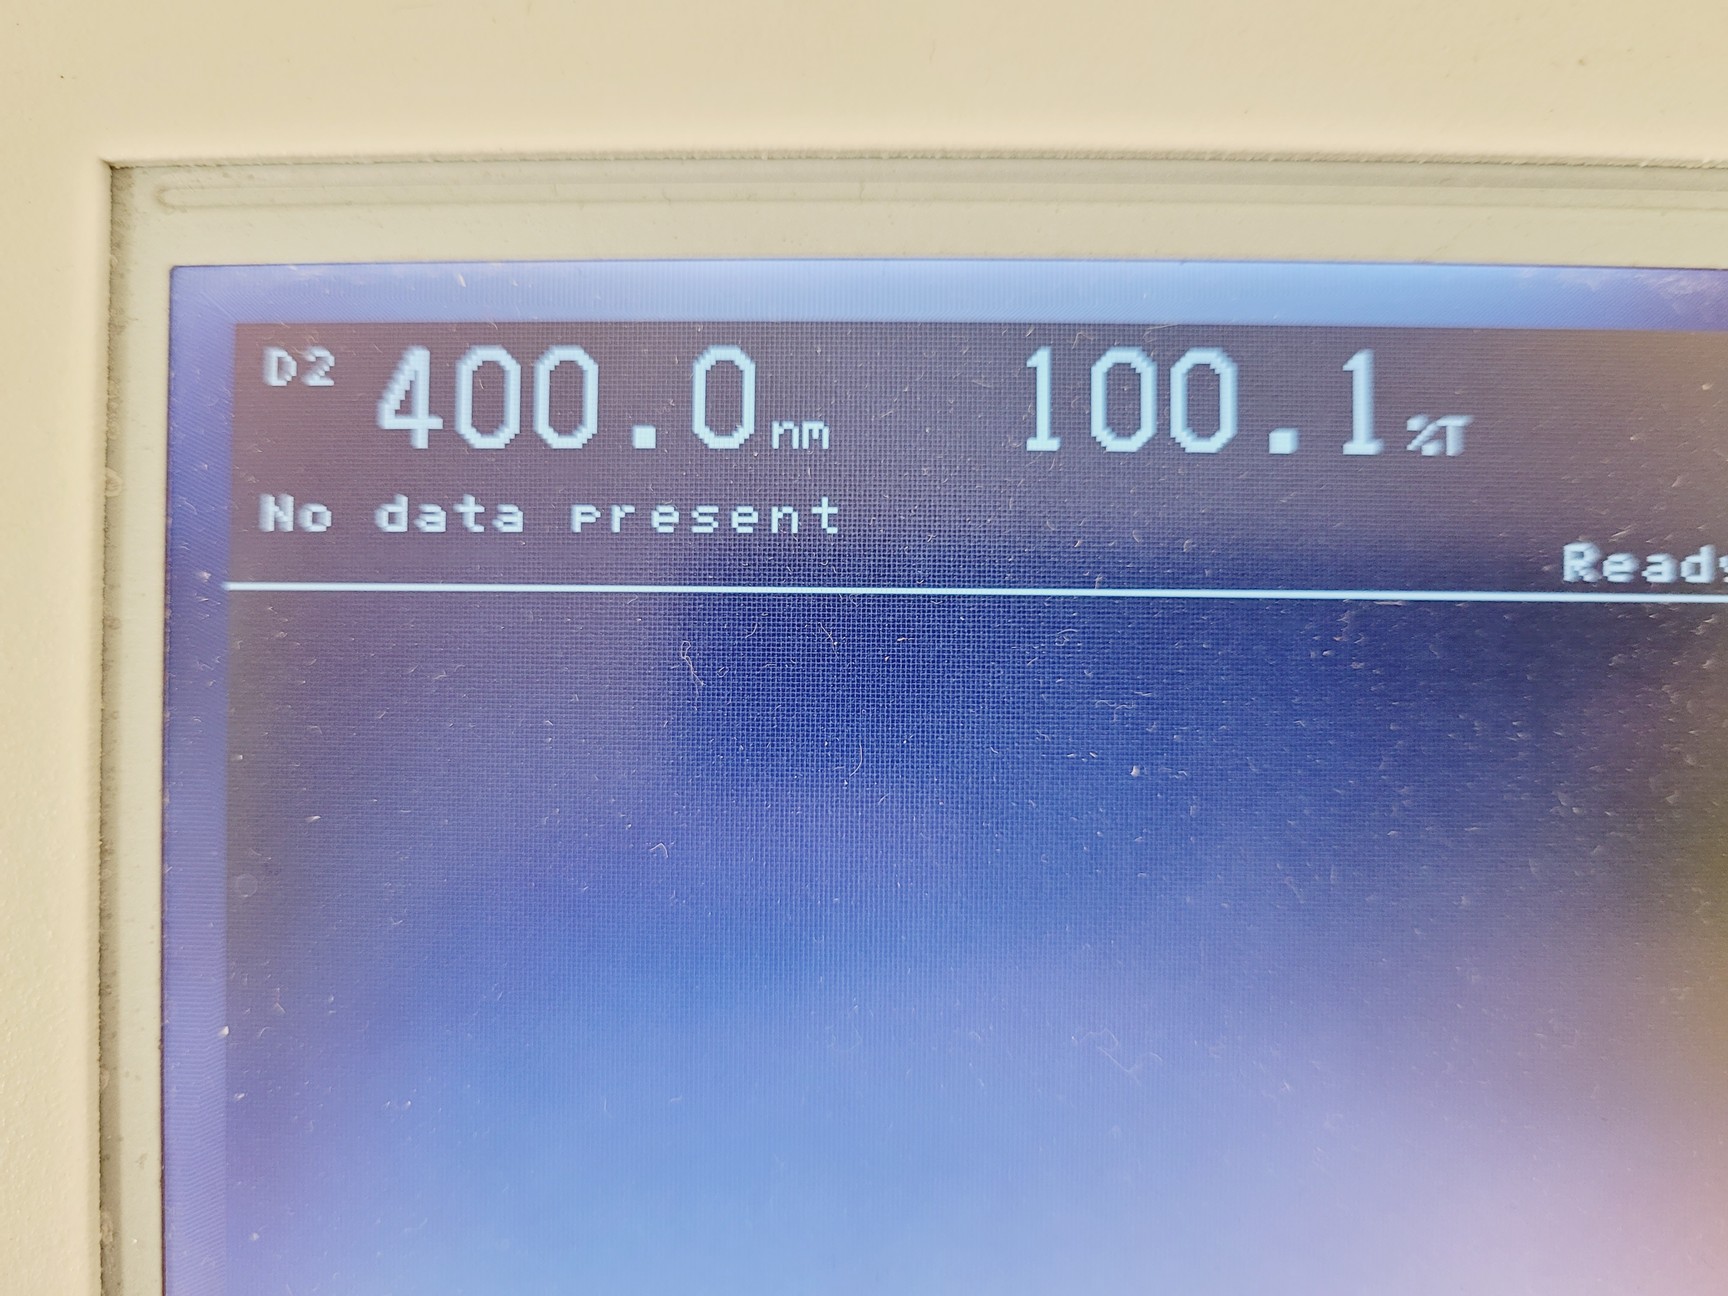 D2 400.0nm 100.1%T
No data present
Ready